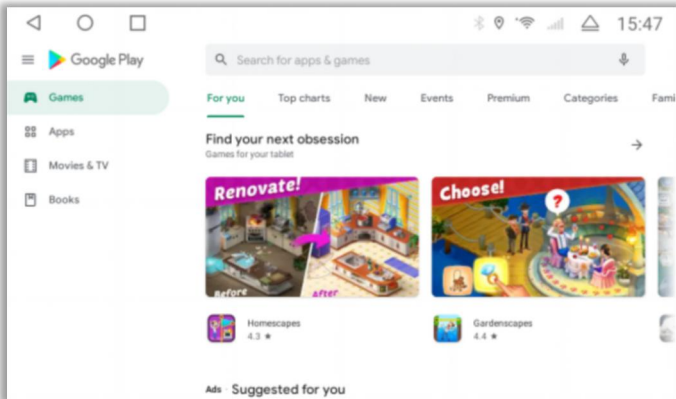 15:47
Google Play
Search for apps & games
Games
Apps
Movies & TV
Books
For you
Top charts
New
Events
Premium
Categories
Fami
Find your next obsession
Games for your tablet
Renovate!
Before
After
Choose!
?
Homescapes
4.3 ★
Gardenscapes
4.4 ★
Ads · Suggested for you